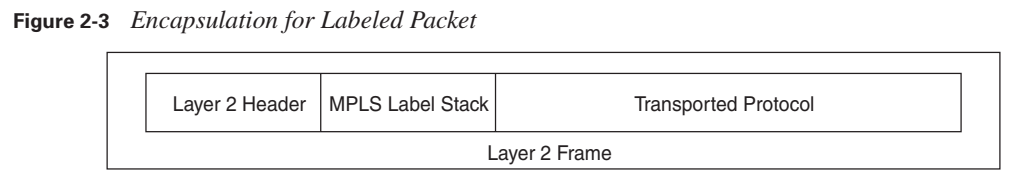 Figure 2-3 Encapsulation for Labeled Packet
Layer 2 Header MPLS Label Stack Transported Protocol
Layer 2 Frame